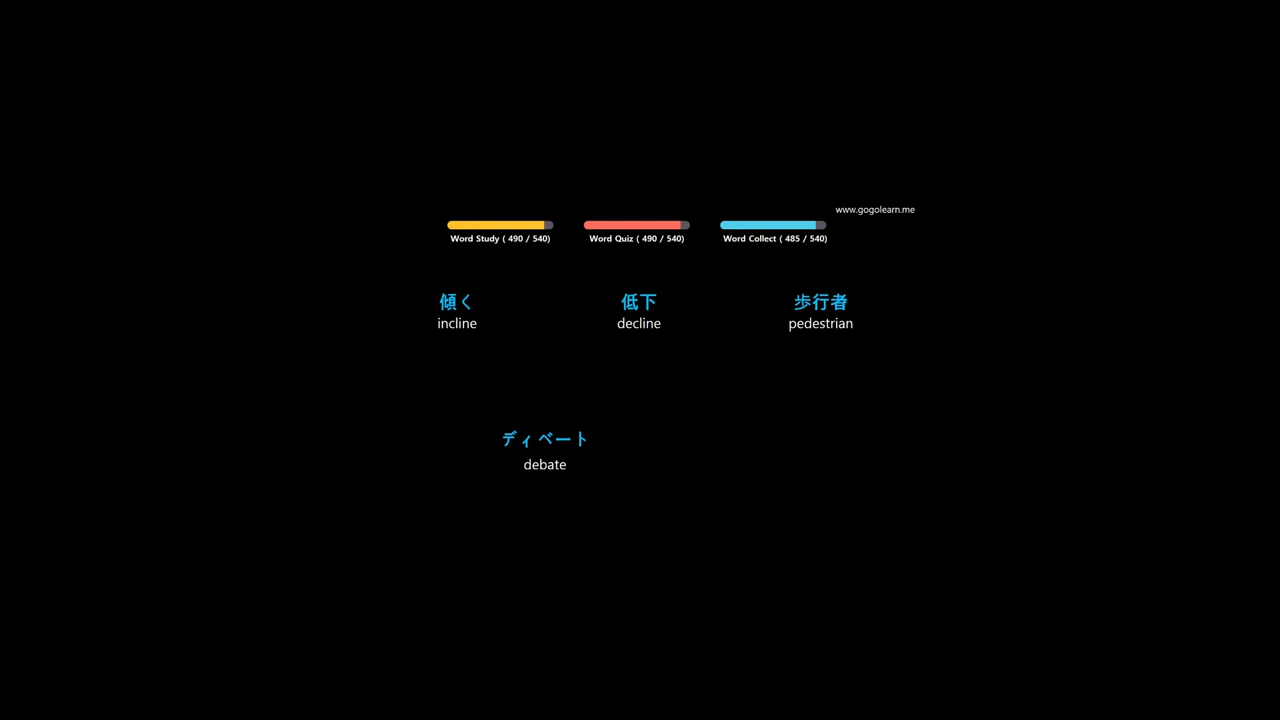 www.gogolearn.me
Word Study ( 490 / 540)
Word Quiz ( 490 / 540)
Word Collect ( 485 / 540)
傾く
incline
低下
decline
歩行者
pedestrian
ディベート
debate